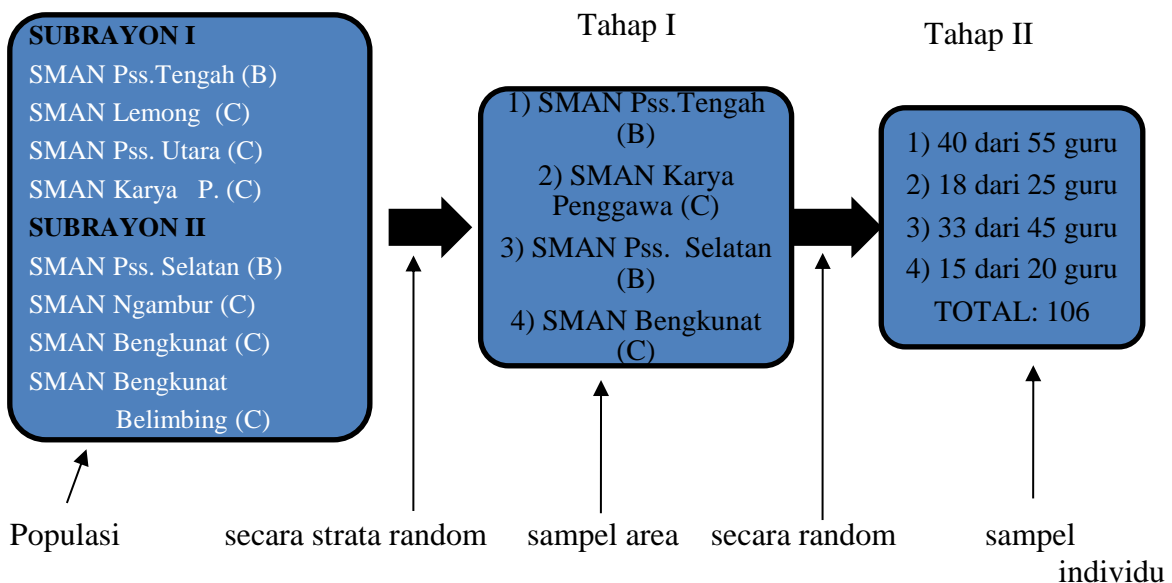 SUBRAYON I
SMAN Pss.Tengah (B)
SMAN Lemong (C)
SMAN Pss. Utara (C)
SMAN Karya P. (C)
SUBRAYON II
SMAN Pss. Selatan (B)
SMAN Ngambur (C)
SMAN Bengkunat (C)
SMAN Bengkunat
Belimbing (C)
Tahap I
1) SMAN Pss.Tengah
(B)
2) SMAN Karya
Penggawa (C)
3) SMAN Pss. Selatan
(B)
4) SMAN Bengkunat
(C)
Tahap II
1) 40 dari 55 guru
2) 18 dari 25 guru
3) 33 dari 45 guru
4) 15 dari 20 guru
TOTAL: 106
Populasi
secara strata random
sampel area
secara random
sampel
individu